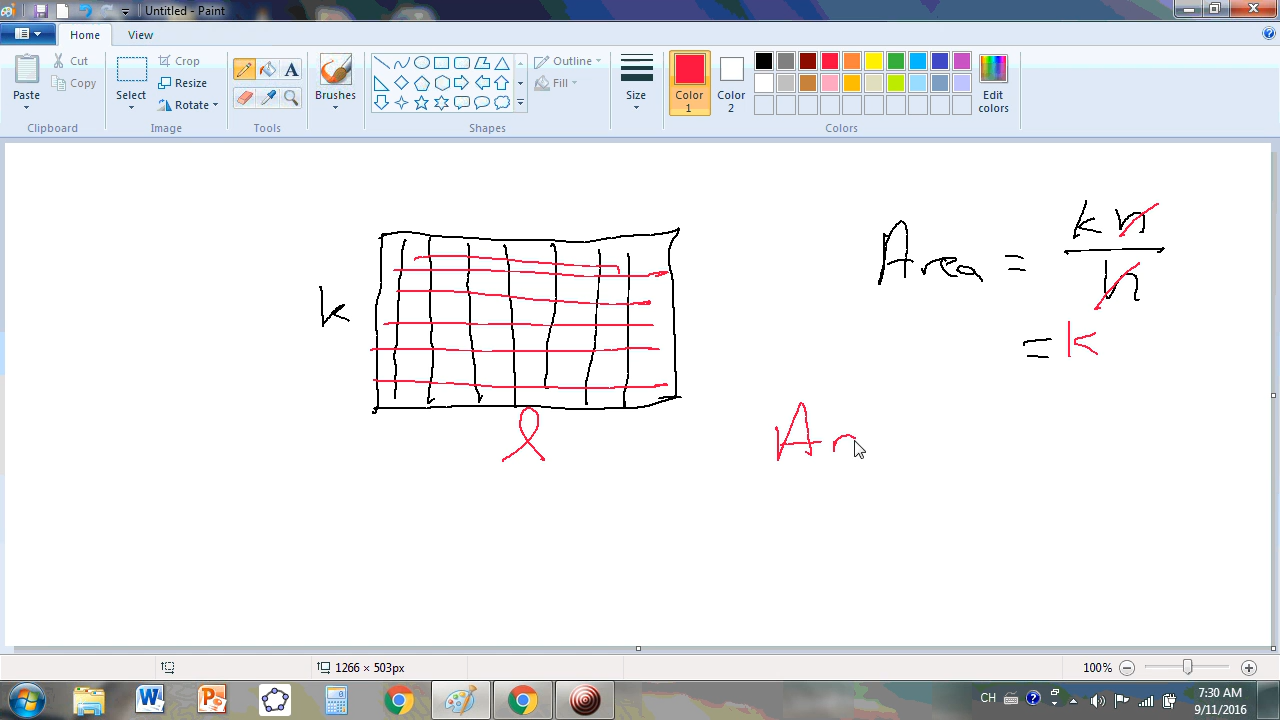 Untitled - Paint
Home View
Paste
Cut
Copy
Clipboard
Select
Crop
Resize
Rotate
Image
A
Tools
Brushes
Outline
Fill
Shapes
Size
Color 1
Color 2
Edit colors
Colors
k
l
Area = kn
n
= k
Ar
1266 × 503px
100%
W P CH
7:30 AM
9/11/2016